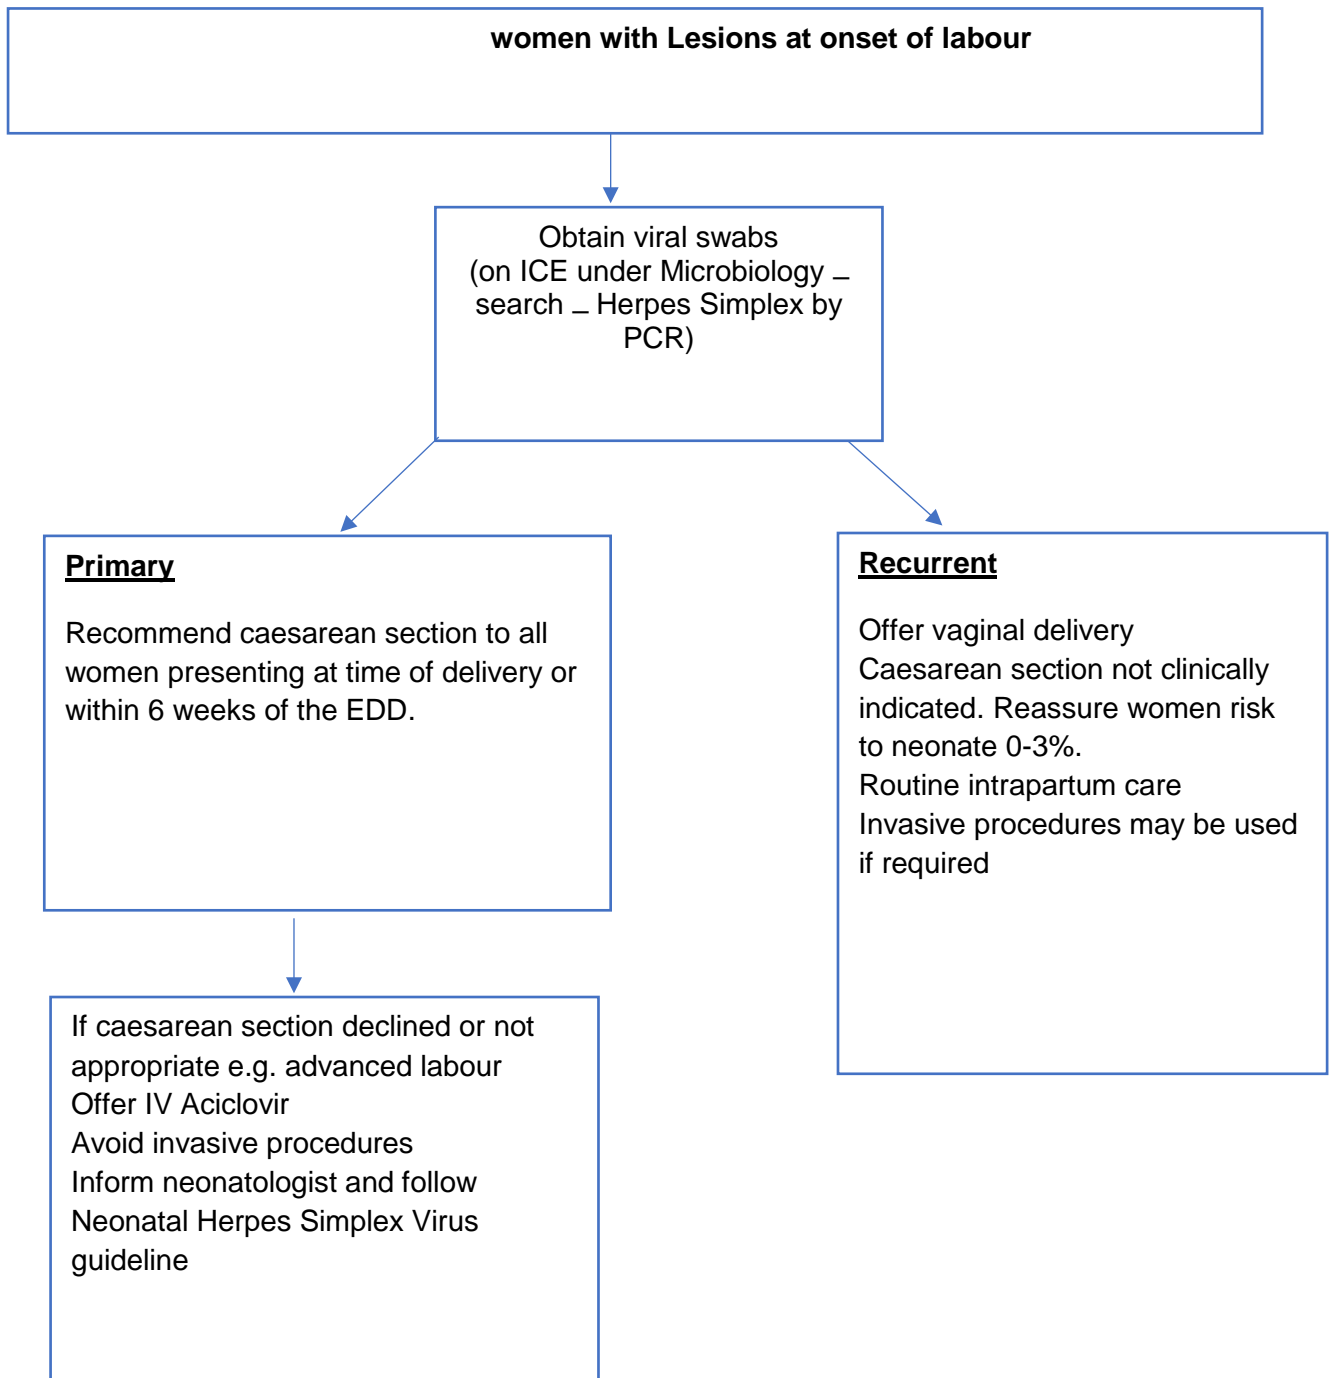 women with Lesions at onset of labour
Obtain viral swabs
(on ICE under Microbiology –
search – Herpes Simplex by
PCR)
Primary
Recommend caesarean section to all
women presenting at time of delivery or
within 6 weeks of the EDD.
Recurrent
Offer vaginal delivery
Caesarean section not clinically
indicated. Reassure women risk
to neonate 0-3%.
Routine intrapartum care
Invasive procedures may be used
if required
If caesarean section declined or not
appropriate e.g. advanced labour
Offer IV Aciclovir
Avoid invasive procedures
Inform neonatologist and follow
Neonatal Herpes Simplex Virus
guideline